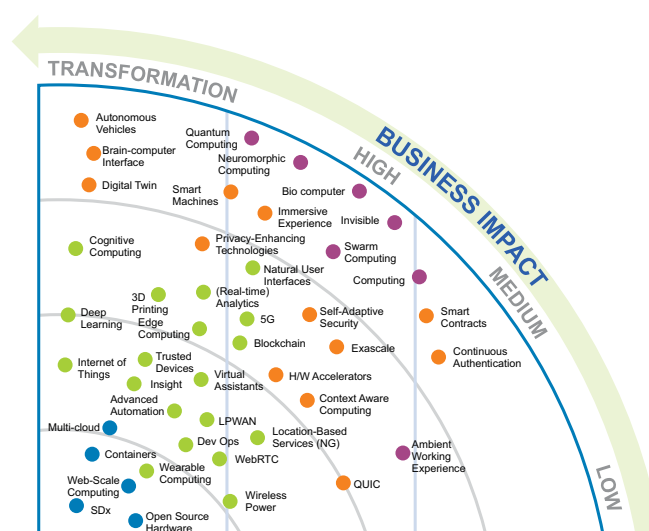 TRANSFORMATION
HIGH
BUSINESS IMPACT
MEDIUM
LOW
Autonomous
Vehicles
Brain-computer
Interface
Digital Twin
Quantum
Computing
Neuromorphic
Computing
Smart
Machines
Bio computer
Immersive
Experience
Invisible
Cognitive
Computing
Privacy-Enhancing
Technologies
Swarm
Computing
Natural User
Interfaces
Computing
3D
Printing
(Real-time)
Analytics
Deep
Learning
Edge
Computing
5G
Self-Adaptive
Security
Smart
Contracts
Blockchain
Exascale
Continuous
Authentication
Internet of
Things
Trusted
Devices
Insight
Virtual
Assistants
H/W Accelerators
Advanced
Automation
Context Aware
Computing
Multi-cloud
LPWAN
Dev Ops
Location-Based
Services (NG)
Containers
WebRTC
Ambient
Working
Experience
Wearable
Computing
Web-Scale
Computing
QUIC
SDx
Wireless
Power
Open Source
Hardware